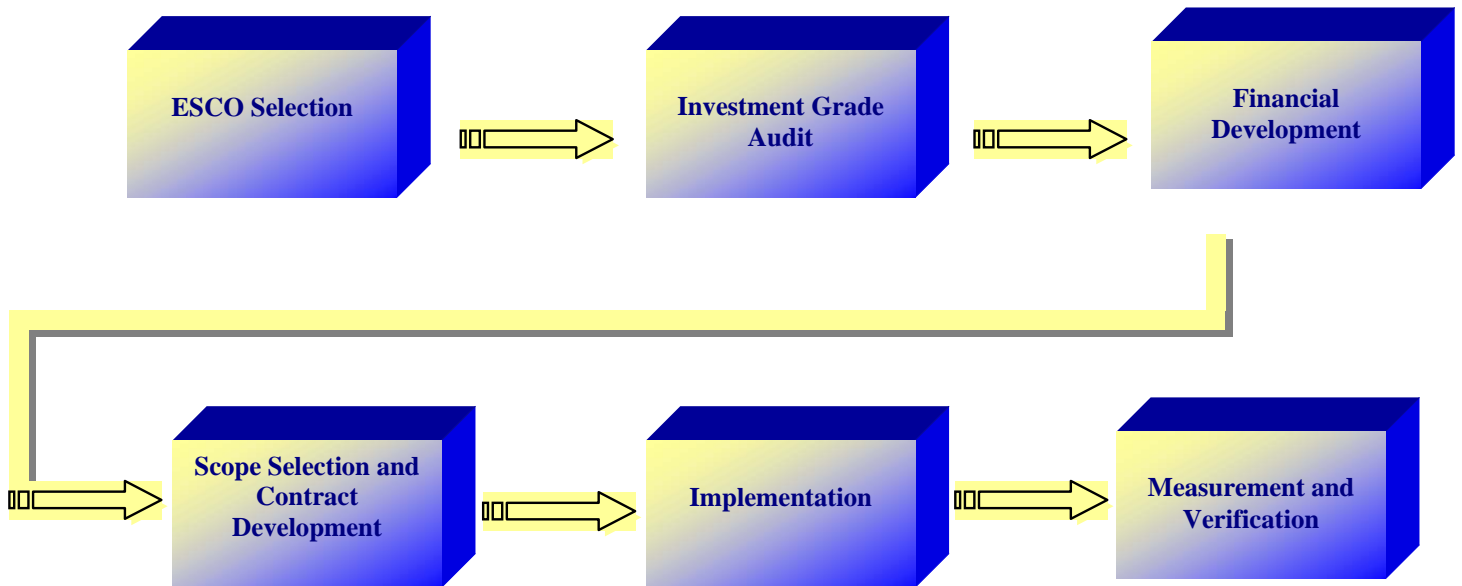 ESCO Selection
Investment Grade
Audit
Financial
Development
Scope Selection and
Contract
Development
Implementation
Measurement and
Verification